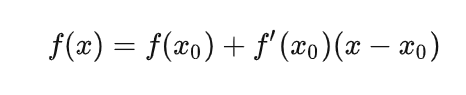 f(x) = f(x₀) + f′(x₀)(x − x₀)